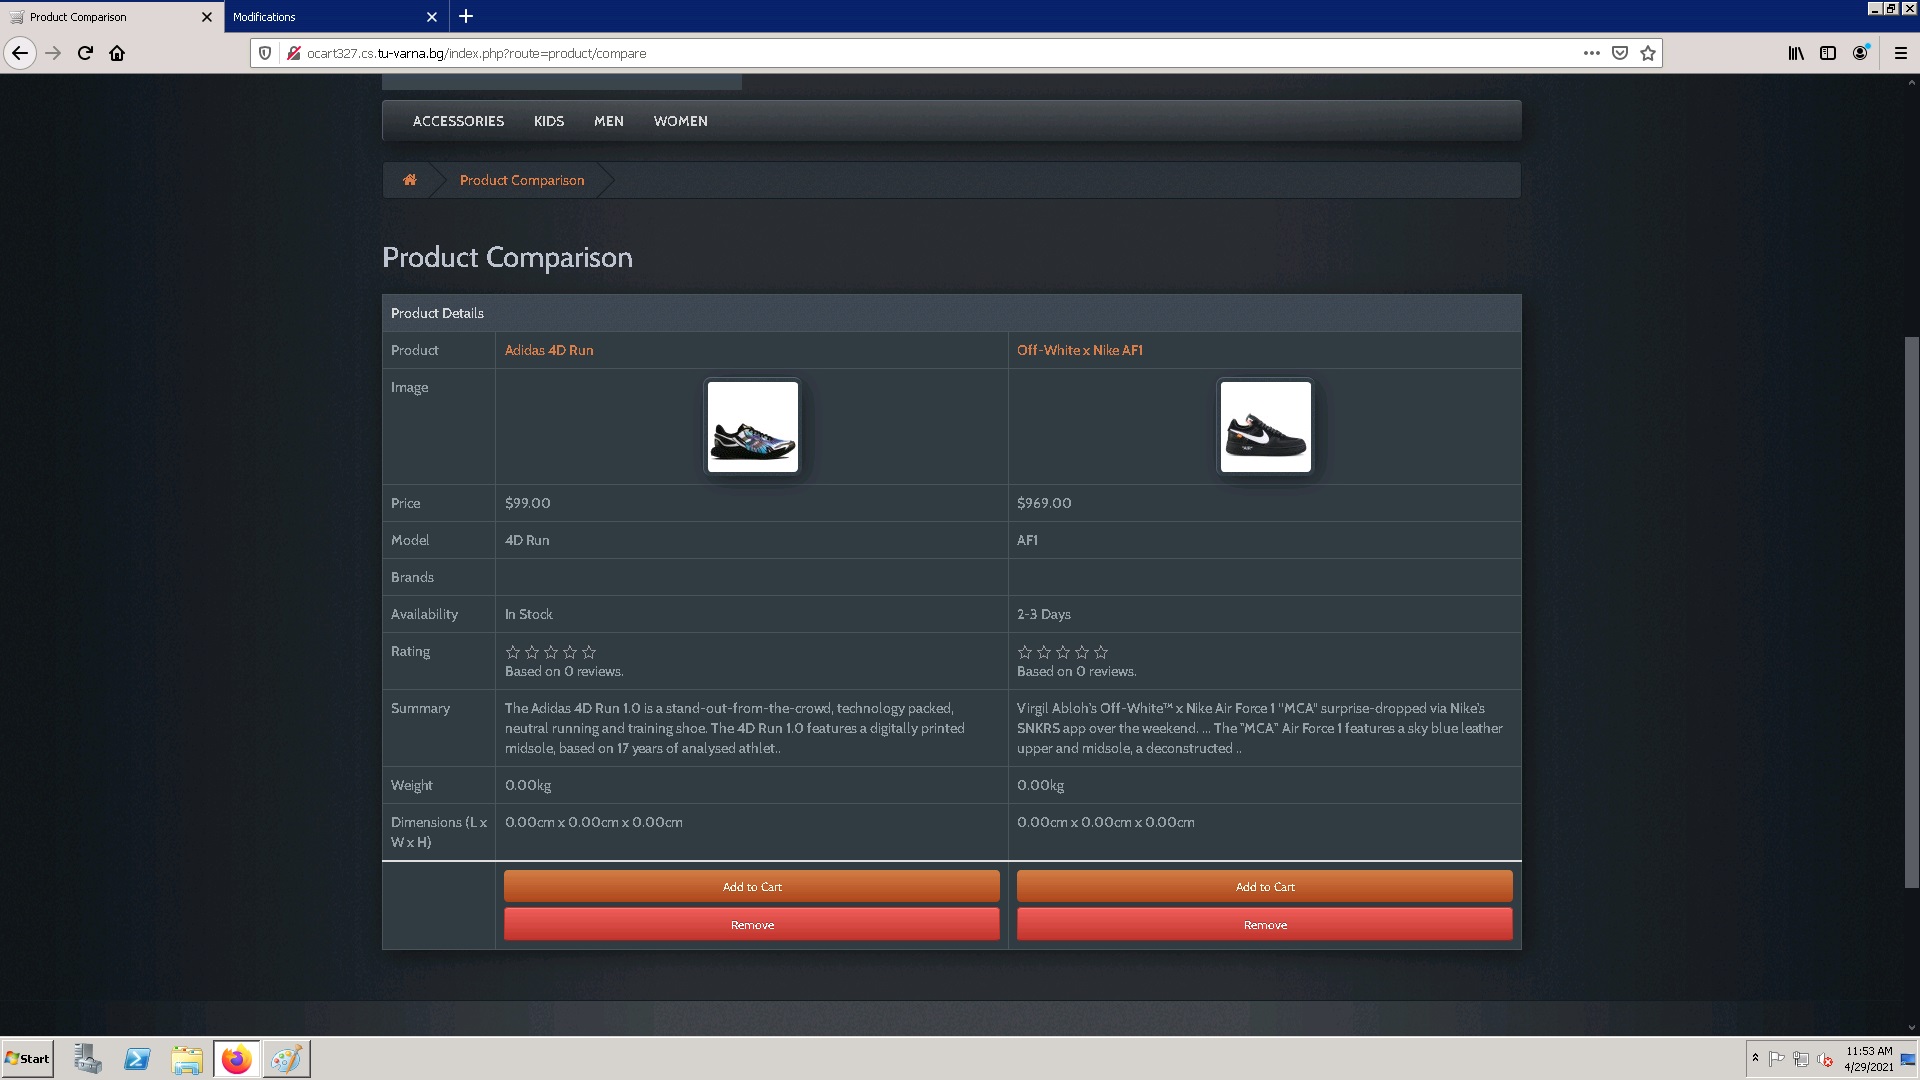 Product Comparison
Modifications
ocart327.cs.tu-varna.bg/index.php?route=product/compare
ACCESSORIES KIDS MEN WOMEN
Product Comparison
Product Comparison
Product Details
Product Adidas 4D Run Off-White x Nike AF1
Image
Price $99.00 $969.00
Model 4D Run AF1
Brands
Availability In Stock 2-3 Days
Rating
Based on 0 reviews. Based on 0 reviews.
Summary The Adidas 4D Run 1.0 is a stand-out-from-the-crowd, technology packed, Virgil Abloh's Off-White™ x Nike Air Force 1 "MCA" surprise-dropped via Nike's
neutral running and training shoe. The 4D Run 1.0 features a digitally printed SNKRS app over the weekend. ... The "MCA" Air Force 1 features a sky blue leather
midsole, based on 17 years of analysed athlet.. upper and midsole, a deconstructed ..
Weight 0.00kg 0.00kg
Dimensions (L x 0.00cm x 0.00cm x 0.00cm 0.00cm x 0.00cm x 0.00cm
W x H)
Add to Cart Add to Cart
Remove Remove
Start
11:53 AM
4/29/2021